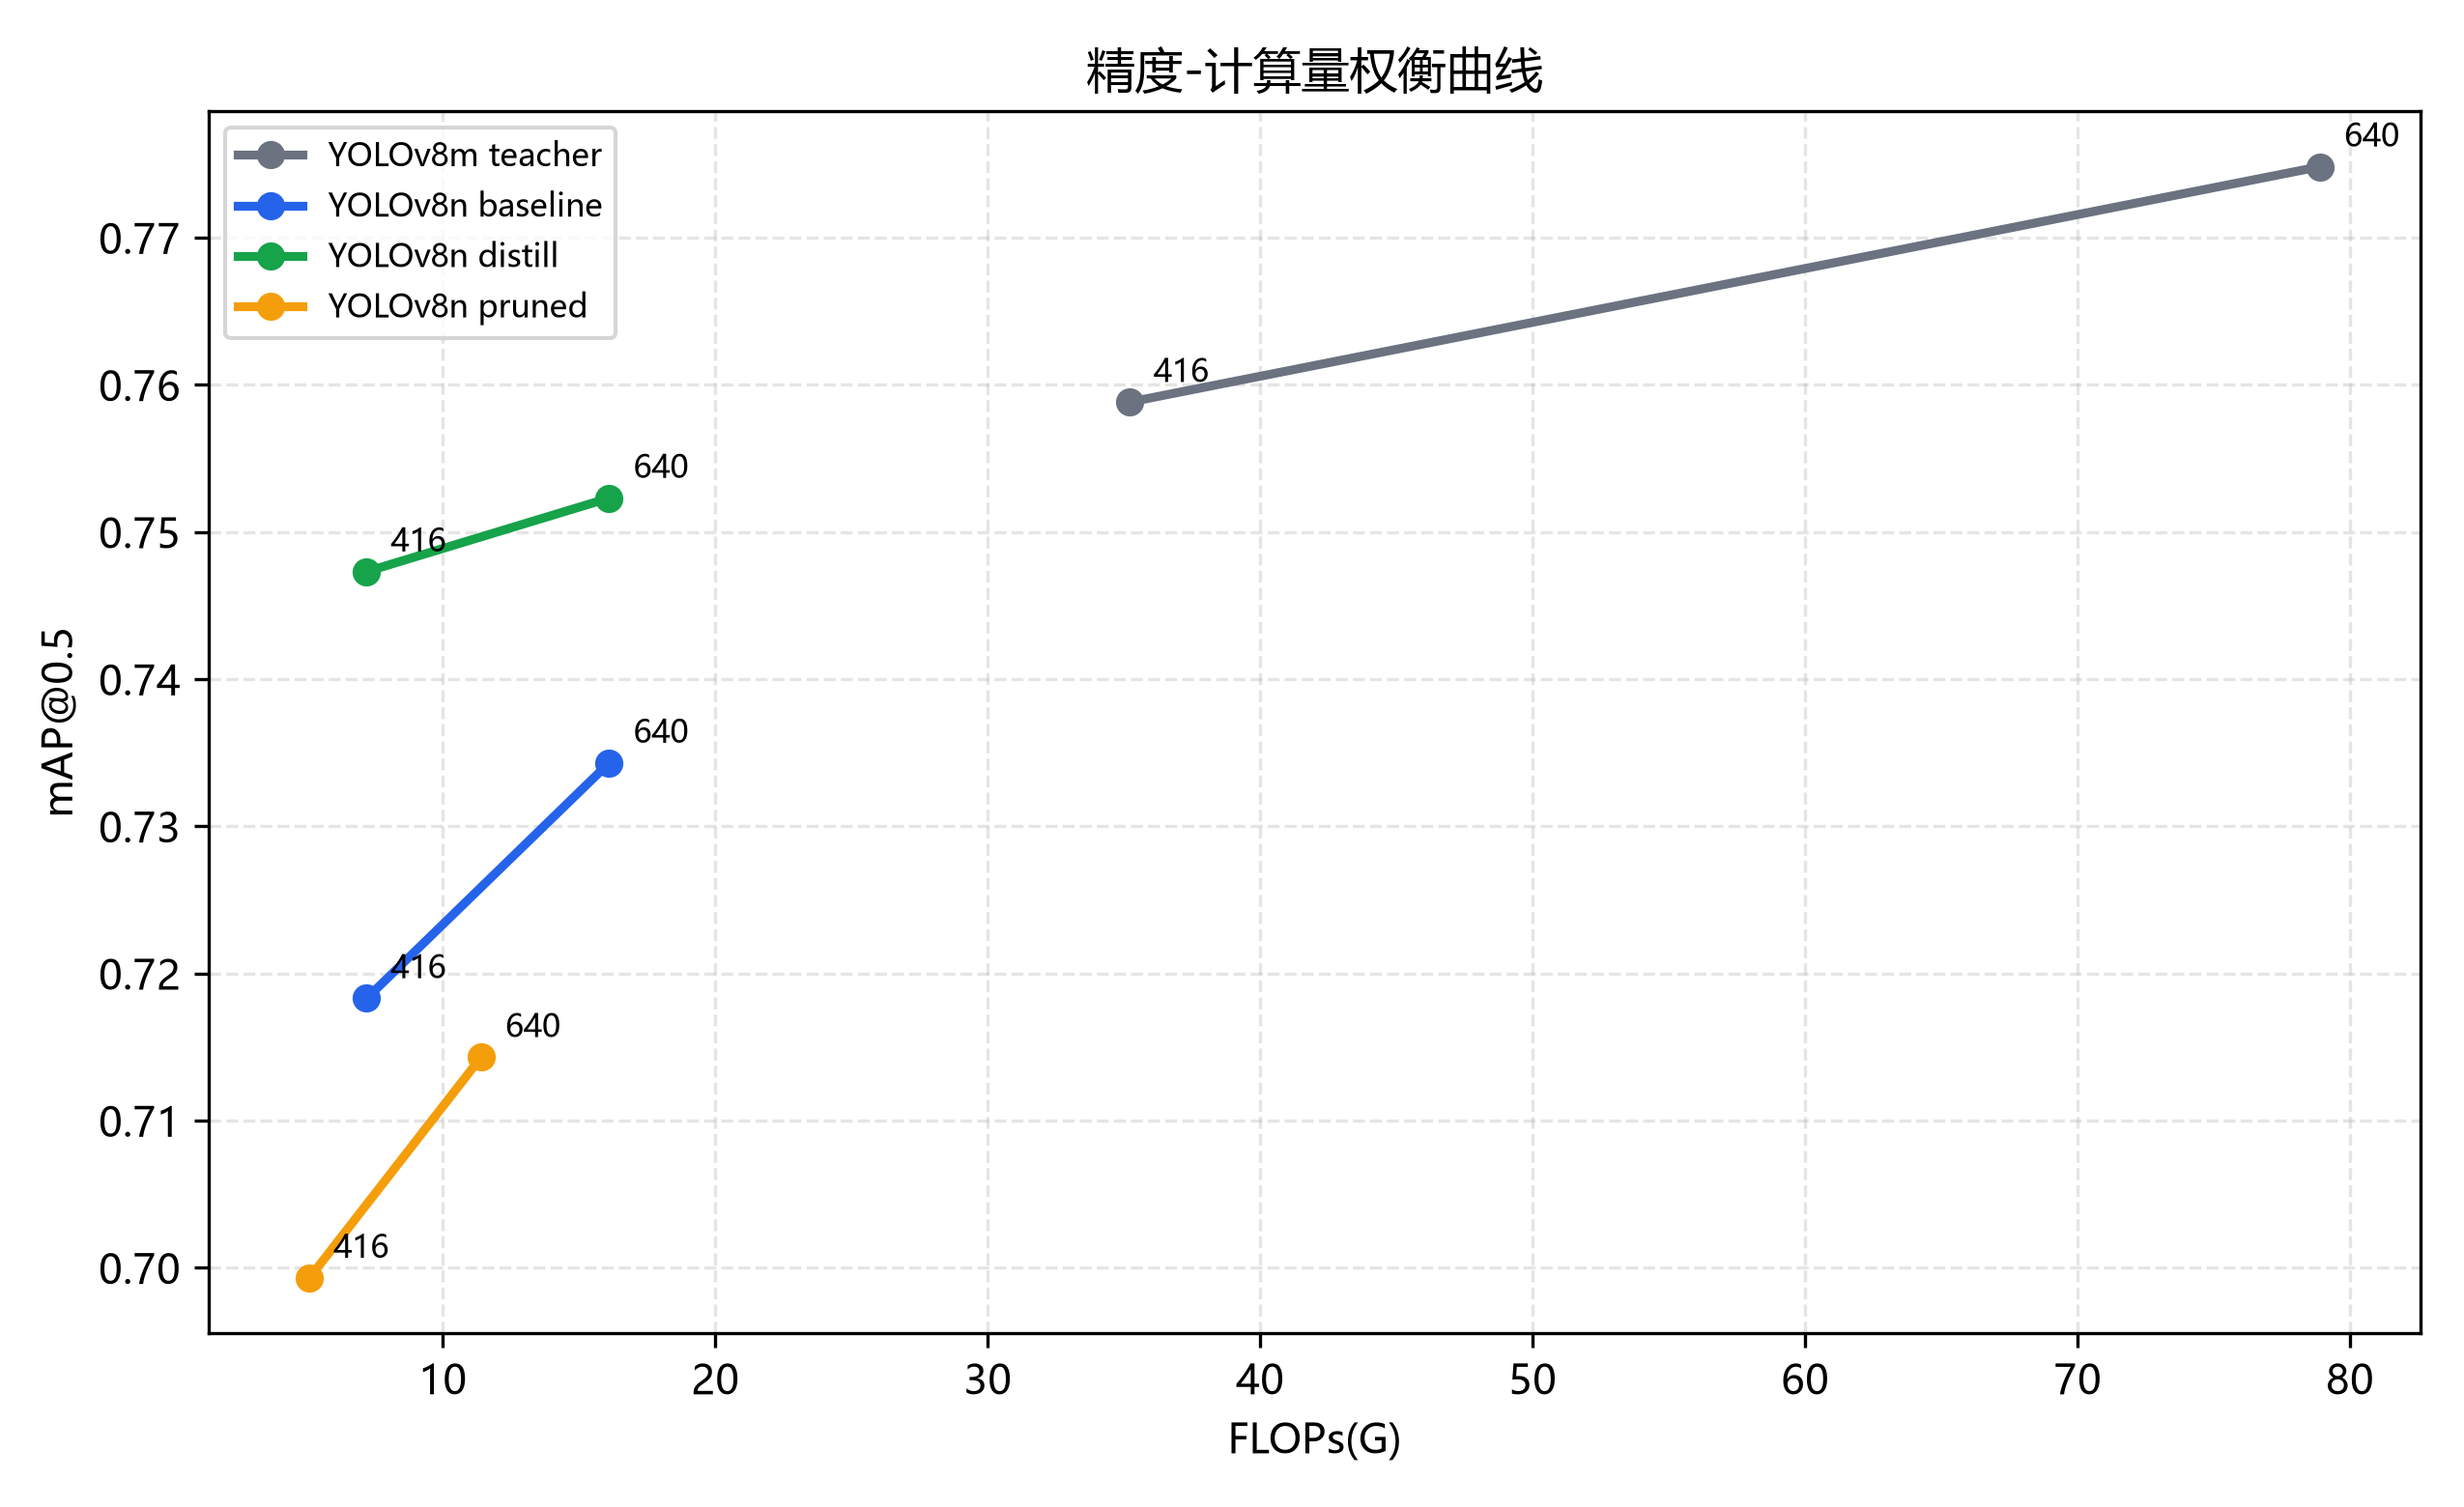 精度-计算量权衡曲线
YOLOv8m teacher
YOLOv8n baseline
YOLOv8n distill
YOLOv8n pruned
640
416
640
416
640
416
640
416
0.77
0.76
0.75
0.74
0.73
0.72
0.71
0.70
mAP@0.5
10 20 30 40 50 60 70 80
FLOPs(G)